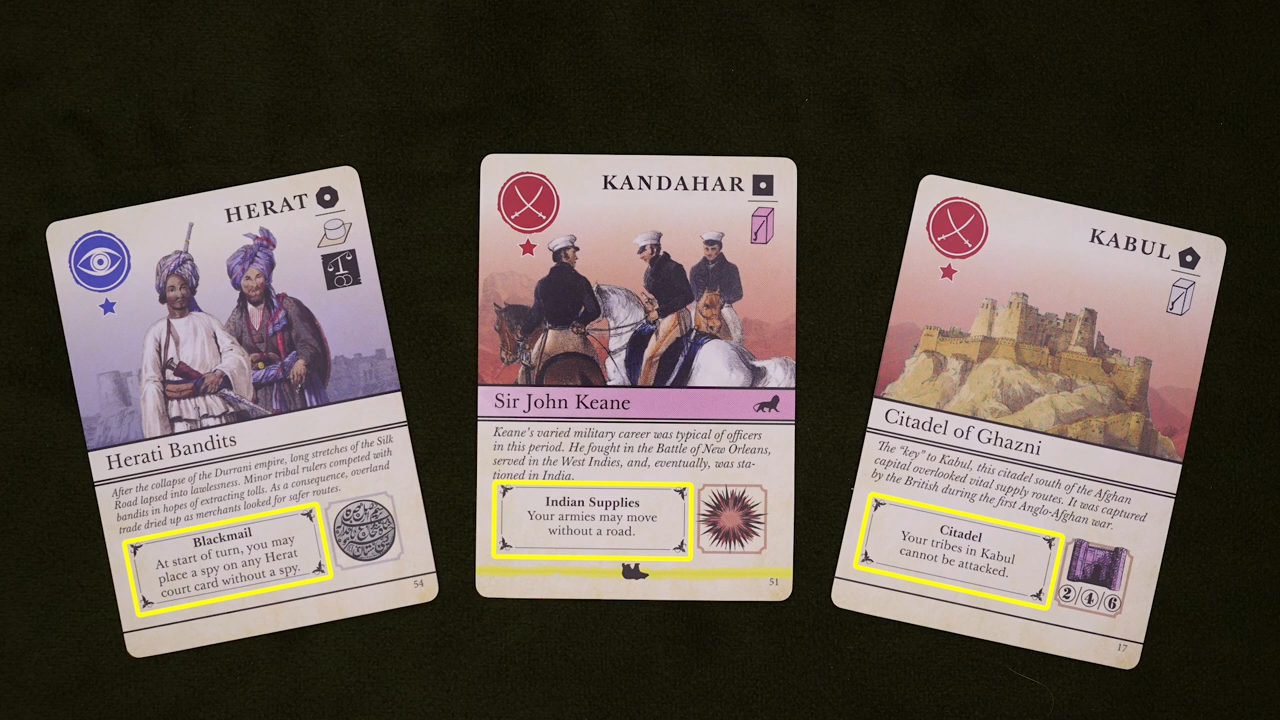 HERAT
Herati Bandits
After the collapse of the Durrani empire, long stretches of the Silk
Road lapsed into lawlessness. Minor tribal rulers competed with
bandits in hopes of extracting tolls. As a consequence, overland
trade dried up as merchants looked for safer routes.
Blackmail
At start of turn, you may
place a spy on any Herat
court card without a spy.
54
KANDAHAR
Sir John Keane
Keane's varied military career was typical of officers
in this period. He fought in the Battle of New Orleans,
served in the West Indies, and, eventually, was sta-
tioned in India.
Indian Supplies
Your armies may move
without a road.
51
KABUL
Citadel of Ghazni
The “key” to Kabul, this citadel south of the Afghan
capital overlooked vital supply routes. It was captured
by the British during the first Anglo-Afghan war.
Citadel
Your tribes in Kabul
cannot be attacked.
2 4 6
17